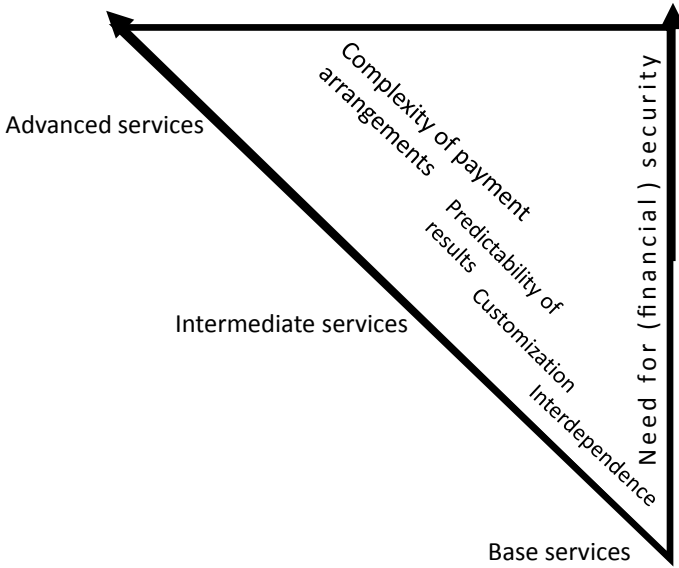 Complexity of payment
arrangements
Need for (financial) security
Advanced services
Predictability of
results
Customization
Intermediate services
Interdependence
Base services